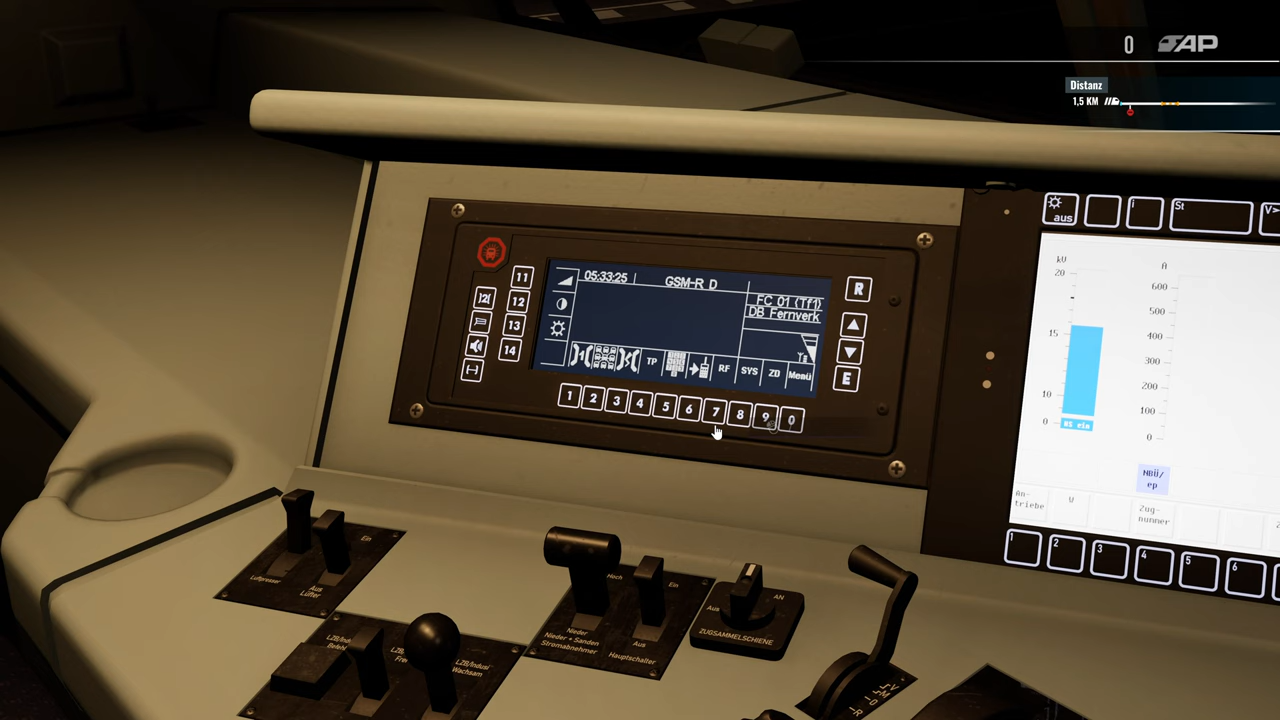 0 TAP
Distanz
1,5 KM
aus
St
V>
05:33:25 GSM-R D
FC 01 (Tf1)
DB Fernverk
TP RF SYS ZD Menü
11
12
13
14
R
E
1 2 3 4 5 6 7 8 9 0
kV
20
15
10
0
HS ein
A
600
500
400
300
200
100
0
NBÜ/
ep
An-
triebe
Zug-
nummer
1 2 3 4 5 6
Ein
Luftpresser
Aus
Lüfter
Hoch
Ein
Nieder
Nieder + Sanden
Stromabnehmer
Aus
Hauptschalter
Aus
AN
ZUGSAMMELSCHIENE
LZB/Indusi
Wachsam